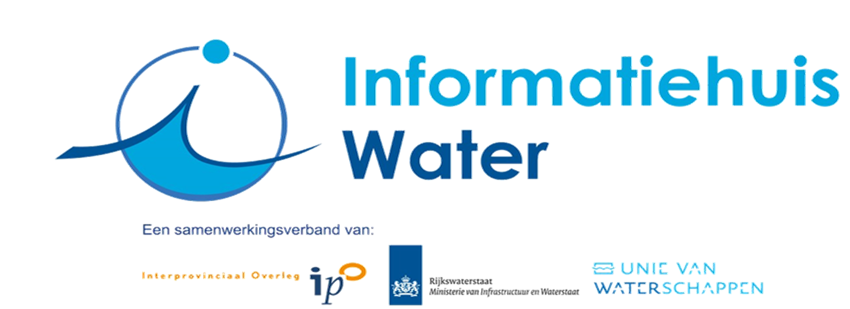 Informatiehuis
Water
Een samenwerkingsverband van:
Interprovinciaal Overleg
ipo
Rijkswaterstaat
Ministerie van Infrastructuur en Waterstaat
UNIE VAN
WATERSCHAPPEN